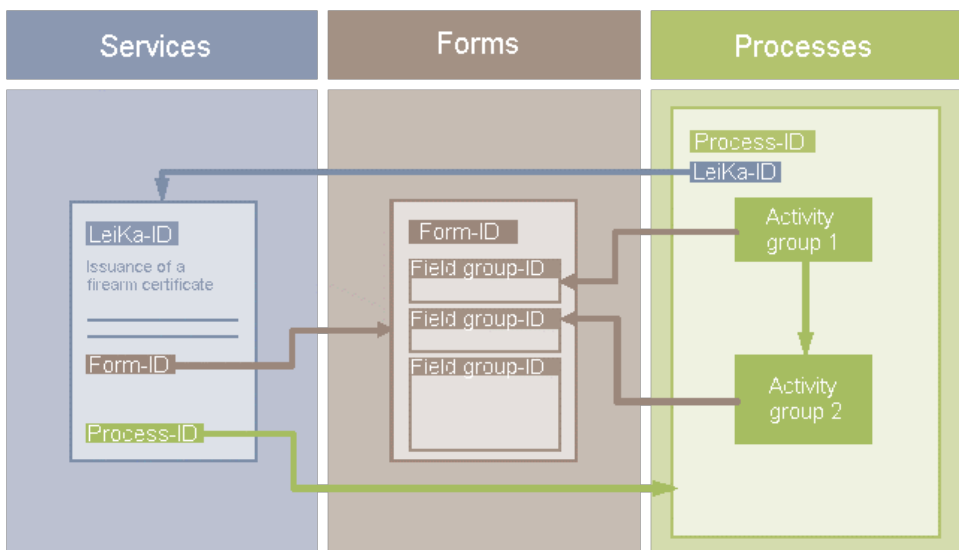 Services
Forms
Processes
LeiKa-ID
Issuance of a
firearm certificate
Form-ID
Process-ID
Form-ID
Field group-ID
Field group-ID
Field group-ID
Process-ID
LeiKa-ID
Activity
group 1
Activity
group 2